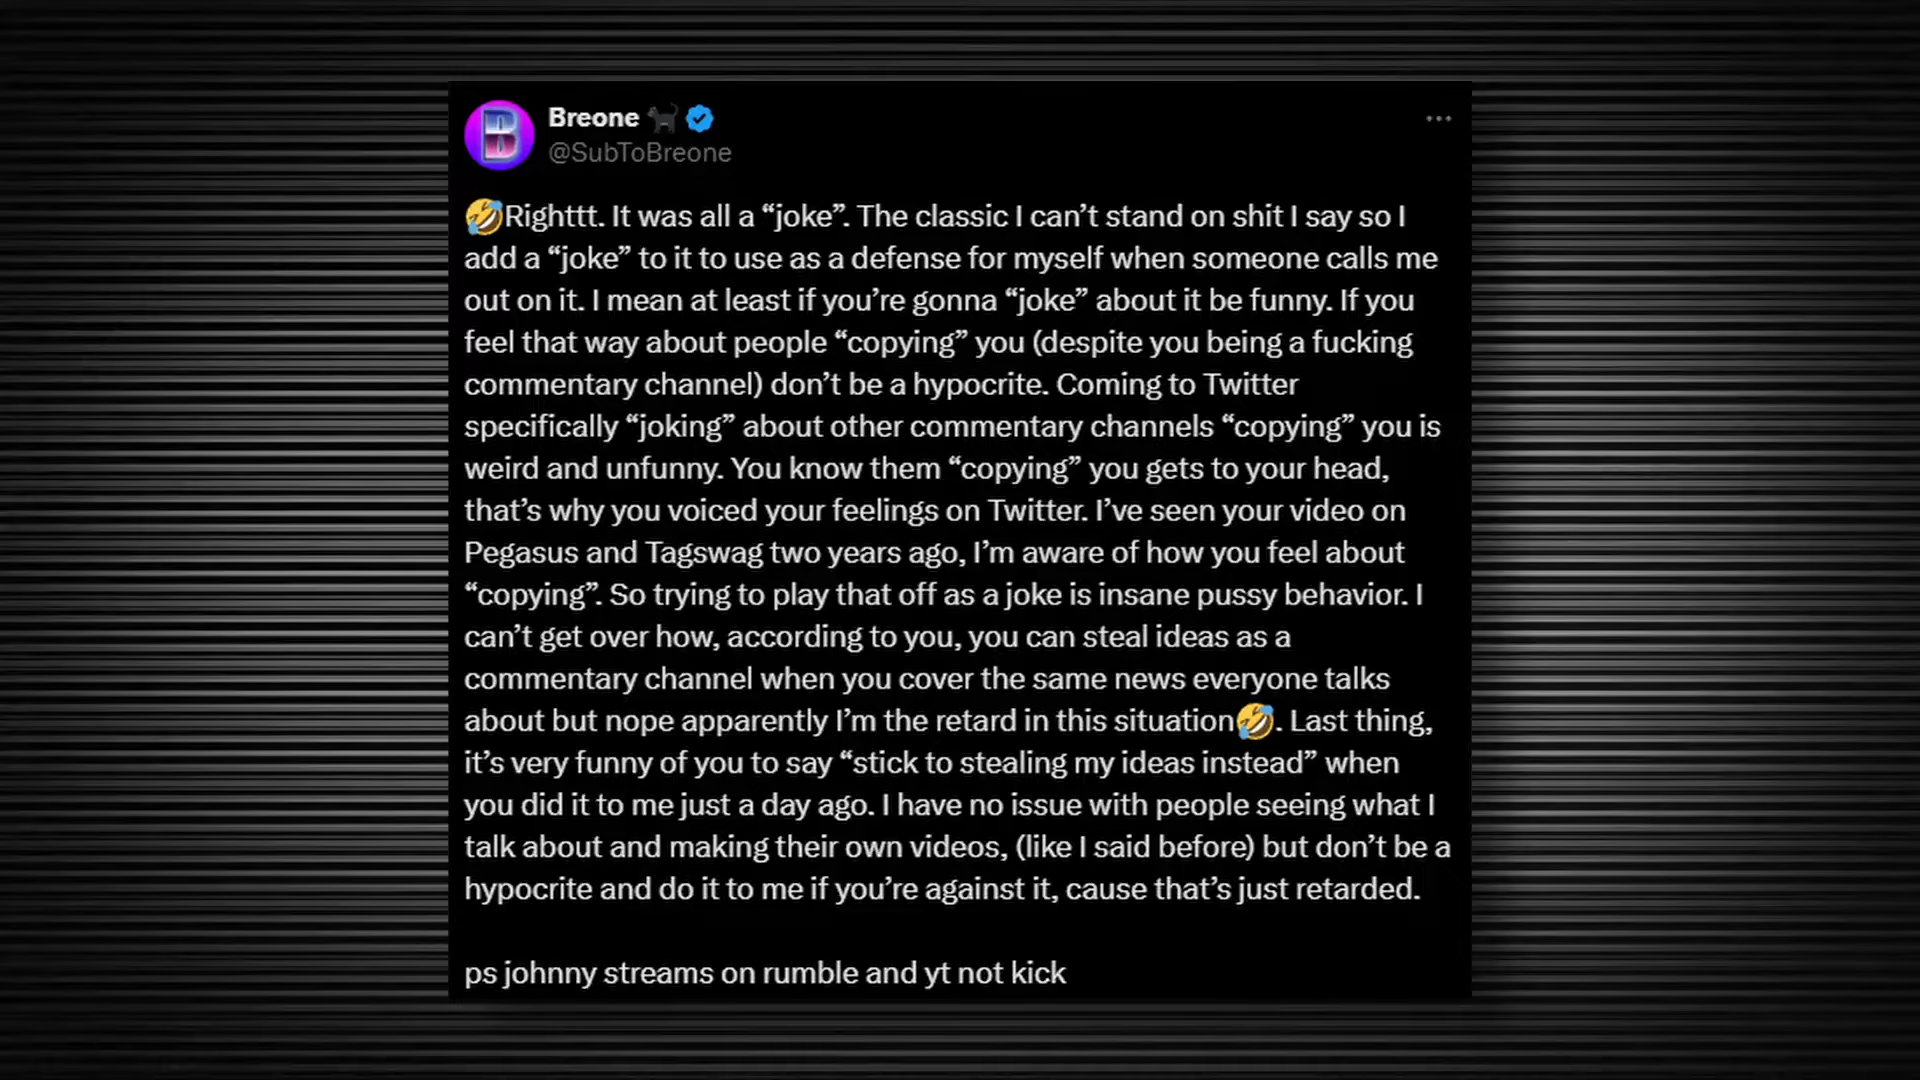 Breone 🐈‍⬛
@SubToBreone
🤣Righttt. It was all a “joke”. The classic I can’t stand on shit I say so I
add a “joke” to it to use as a defense for myself when someone calls me
out on it. I mean at least if you’re gonna “joke” about it be funny. If you
feel that way about people “copying” you (despite you being a fucking
commentary channel) don’t be a hypocrite. Coming to Twitter
specifically “joking” about other commentary channels “copying” you is
weird and unfunny. You know them “copying” you gets to your head,
that’s why you voiced your feelings on Twitter. I’ve seen your video on
Pegasus and Tagswag two years ago, I’m aware of how you feel about
“copying”. So trying to play that off as a joke is insane pussy behavior. I
can’t get over how, according to you, you can steal ideas as a
commentary channel when you cover the same news everyone talks
about but nope apparently I’m the retard in this situation🤣. Last thing,
it’s very funny of you to say “stick to stealing my ideas instead” when
you did it to me just a day ago. I have no issue with people seeing what I
talk about and making their own videos, (like I said before) but don’t be a
hypocrite and do it to me if you’re against it, cause that’s just retarded.
ps johnny streams on rumble and yt not kick